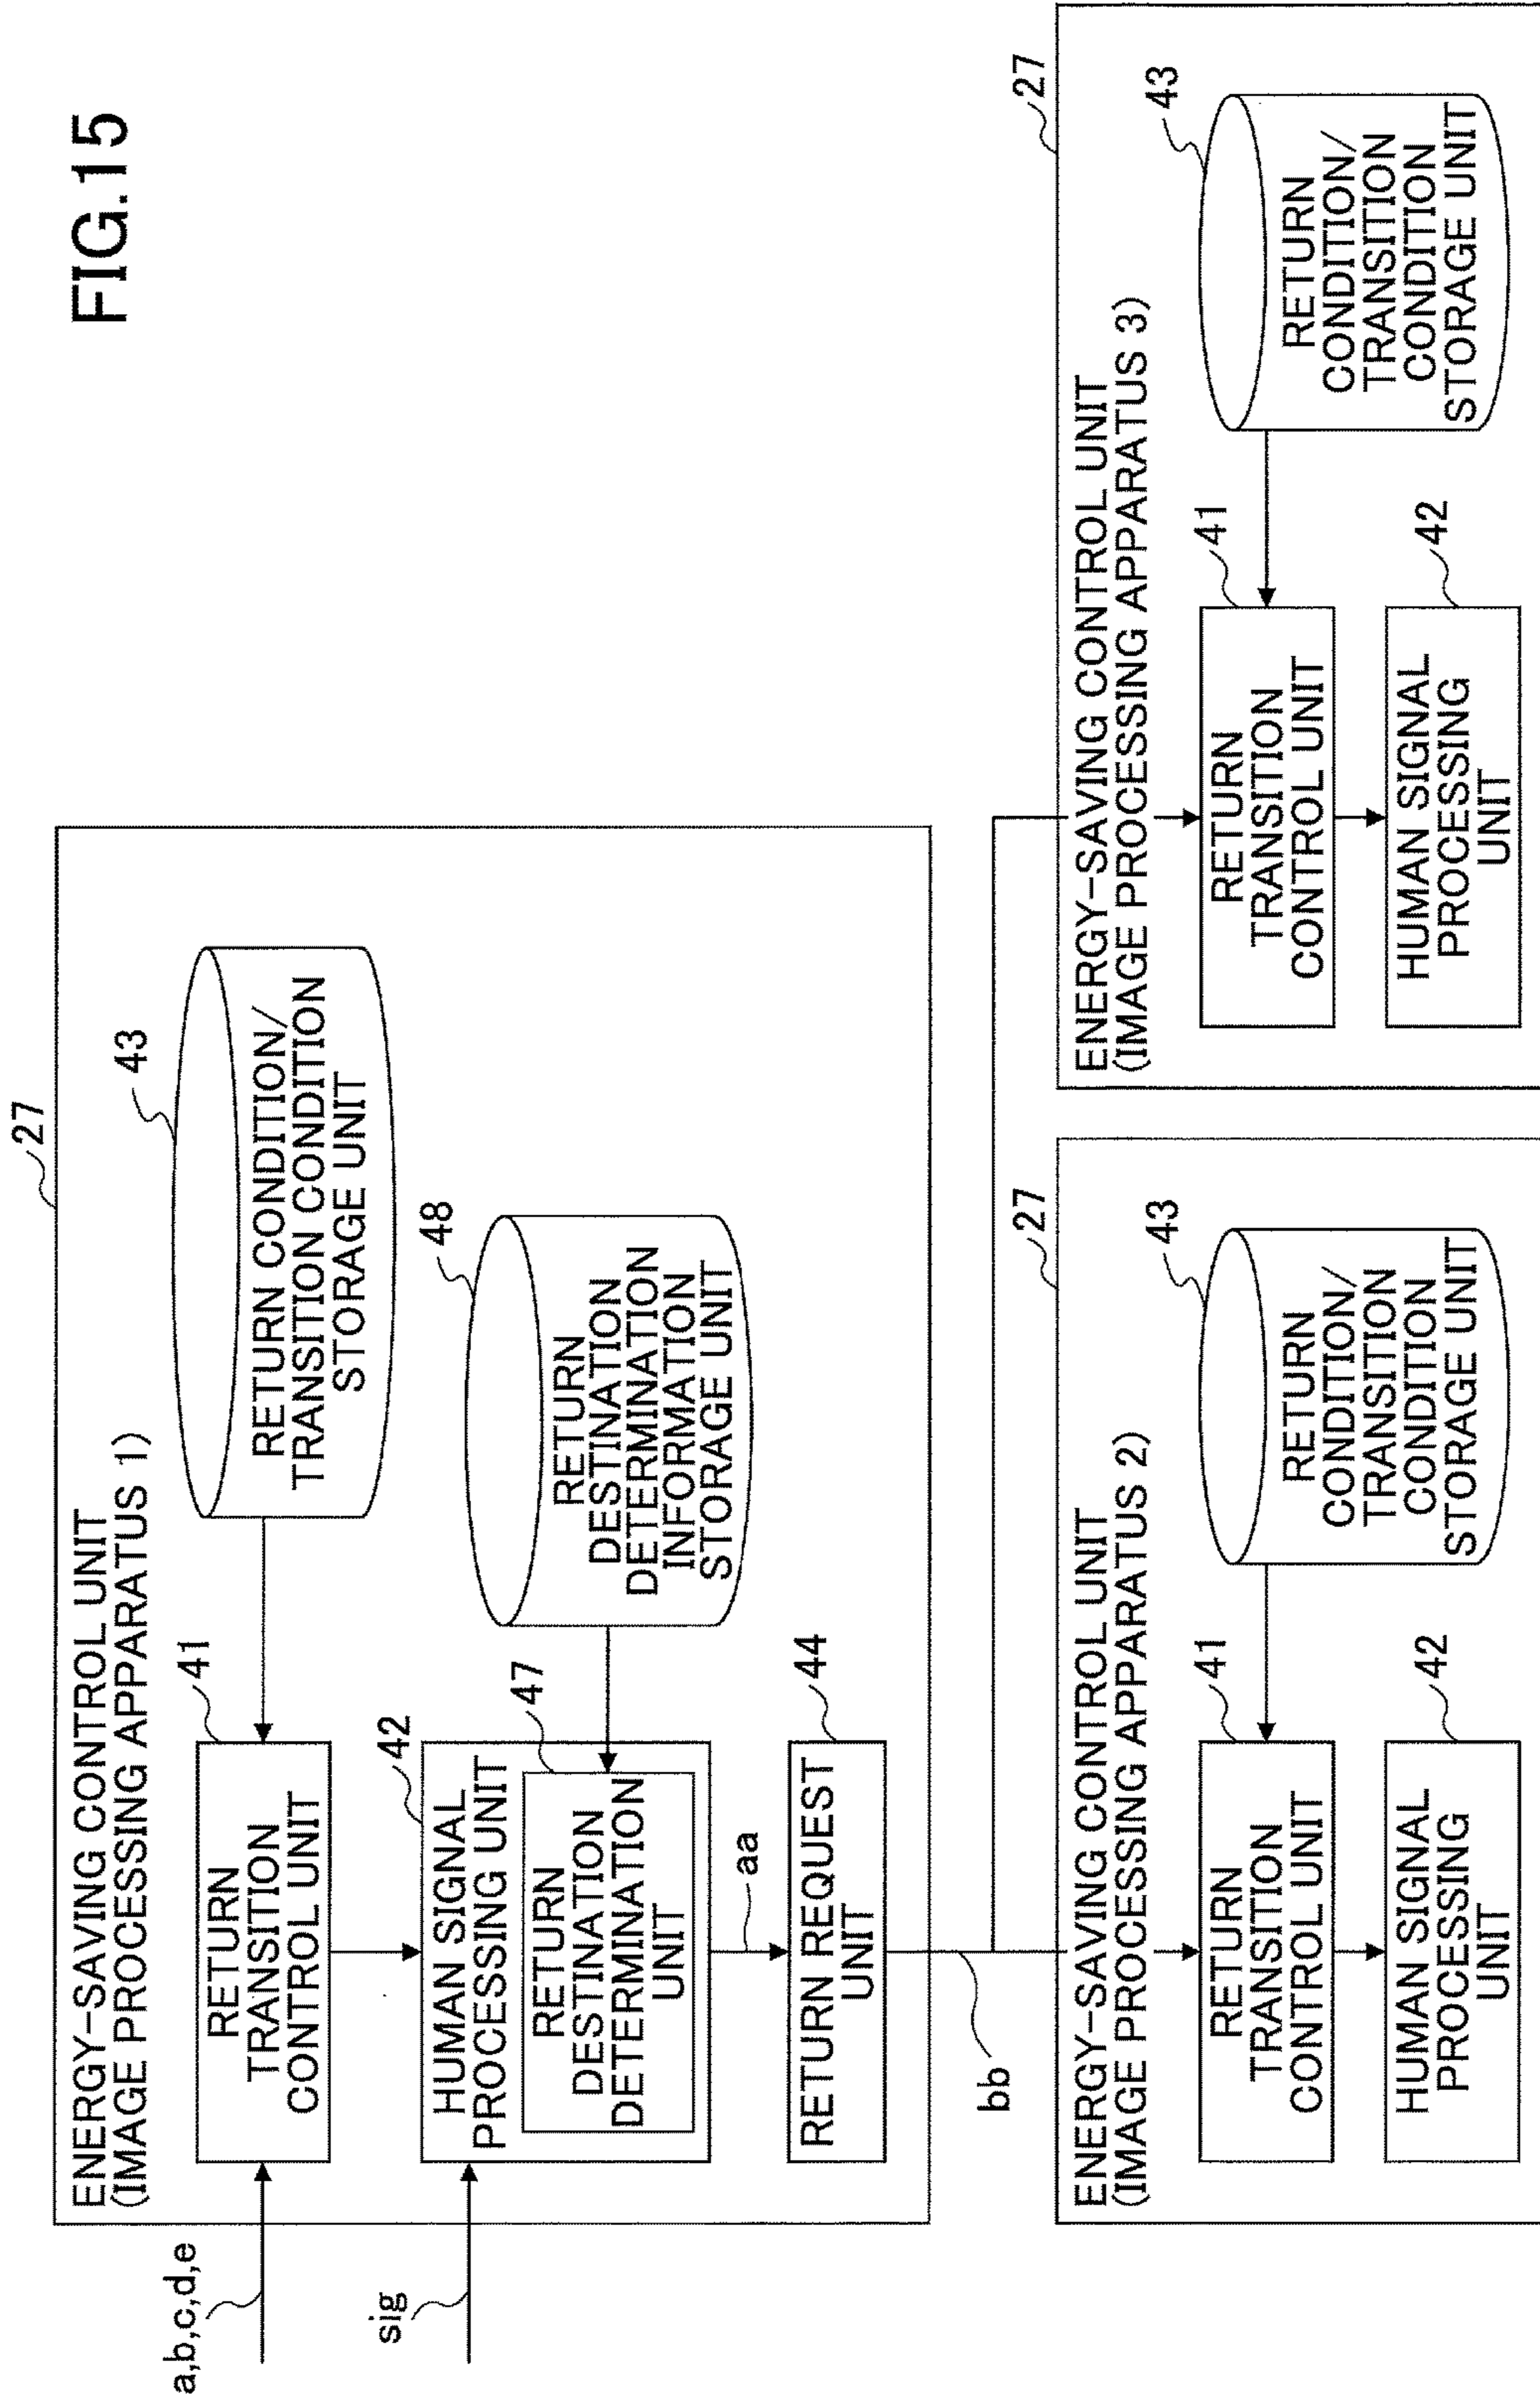 FIG.15
27
ENERGY-SAVING CONTROL UNIT
(IMAGE PROCESSING APPARATUS 1)
a,b,c,d,e
41
RETURN
TRANSITION
CONTROL UNIT
43
RETURN CONDITION/
TRANSITION CONDITION
STORAGE UNIT
sig
42
HUMAN SIGNAL
PROCESSING UNIT
47
RETURN
DESTINATION
DETERMINATION
UNIT
48
RETURN
DESTINATION
DETERMINATION
INFORMATION
STORAGE UNIT
aa
44
RETURN REQUEST
UNIT
bb
27
ENERGY-SAVING CONTROL UNIT
(IMAGE PROCESSING APPARATUS 2)
41
RETURN
TRANSITION
CONTROL UNIT
43
RETURN
CONDITION/
TRANSITION
CONDITION
STORAGE UNIT
42
HUMAN SIGNAL
PROCESSING
UNIT
27
ENERGY-SAVING CONTROL UNIT
(IMAGE PROCESSING APPARATUS 3)
41
RETURN
TRANSITION
CONTROL UNIT
43
RETURN
CONDITION/
TRANSITION
CONDITION
STORAGE UNIT
42
HUMAN SIGNAL
PROCESSING
UNIT